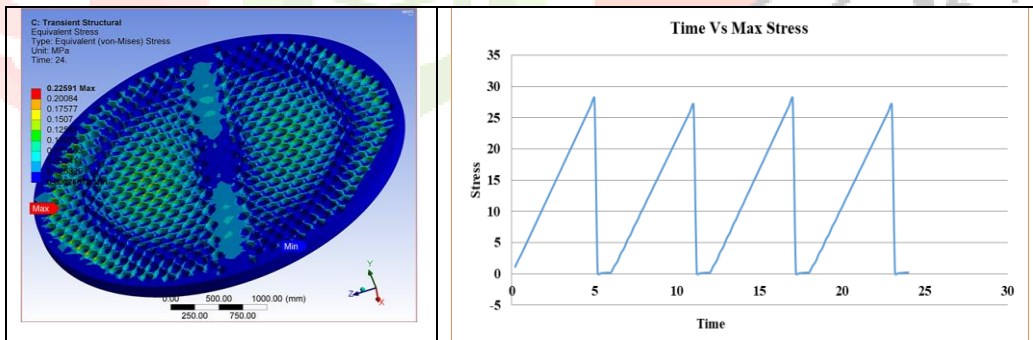 C: Transient Structural
Equivalent Stress
Type: Equivalent (von-Mises) Stress
Unit: MPa
Time: 24.
0.22591 Max
0.20084
0.17577
0.1507
Max
Min
0.00
500.00
1000.00 (mm)
250.00
750.00
Y
Z
X
Time Vs Max Stress
35
30
25
20
15
10
5
0
-5
Stress
0
5
10
15
20
25
30
Time